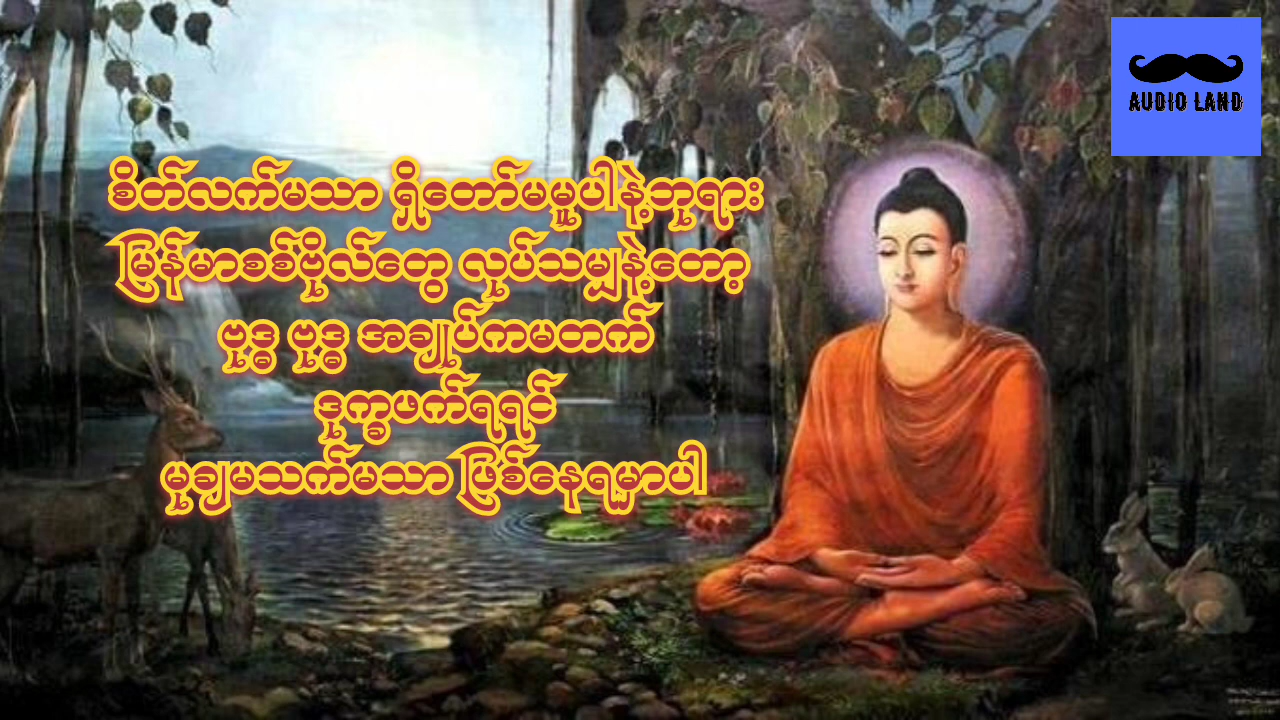 စိတ်လက်မသာ ရှိတော်မမူပါနဲ့ဘုရား
မြန်မာစစ်ဗိုလ်တွေ လုပ်သမျှနဲ့တော့
ဗုဒ္ဓ ဗုဒ္ဓ အချုပ်ကမတက်
ဒုက္ခဖက်ရရင်
မုချမသက်မသာ ဖြစ်နေရမှာပါ
AUDIO LAND